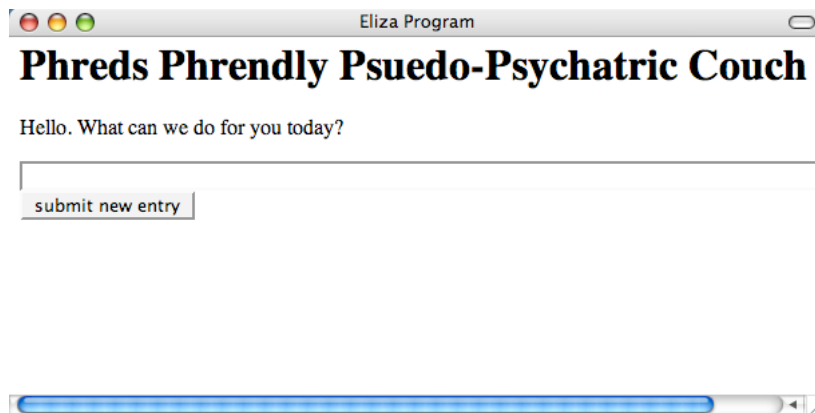 Eliza Program
Phreds Phrendly Psuedo-Psychatric Couch
Hello. What can we do for you today?
submit new entry